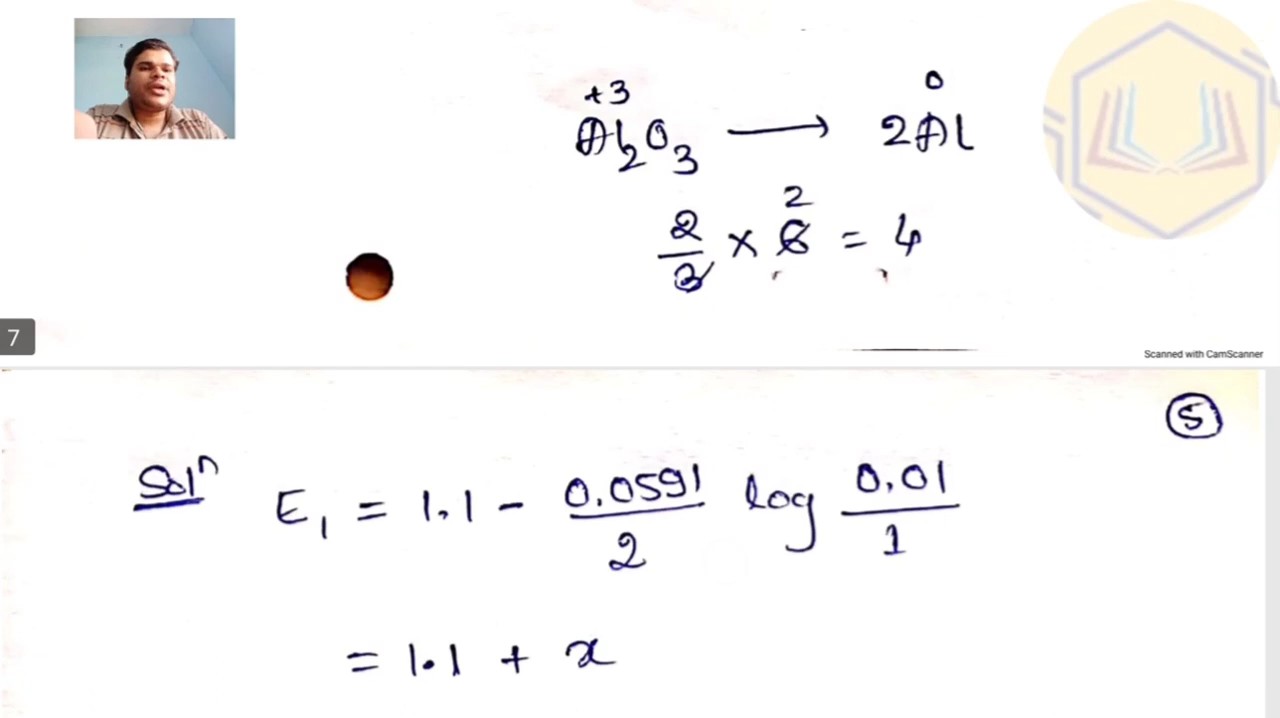 +3 0
Al2O3 → 2Al
2
2/3 × 6 = 4
7
Scanned with CamScanner
5
Solⁿ E1 = 1.1 - 0.0591/2 log 0.01/1
= 1.1 + x